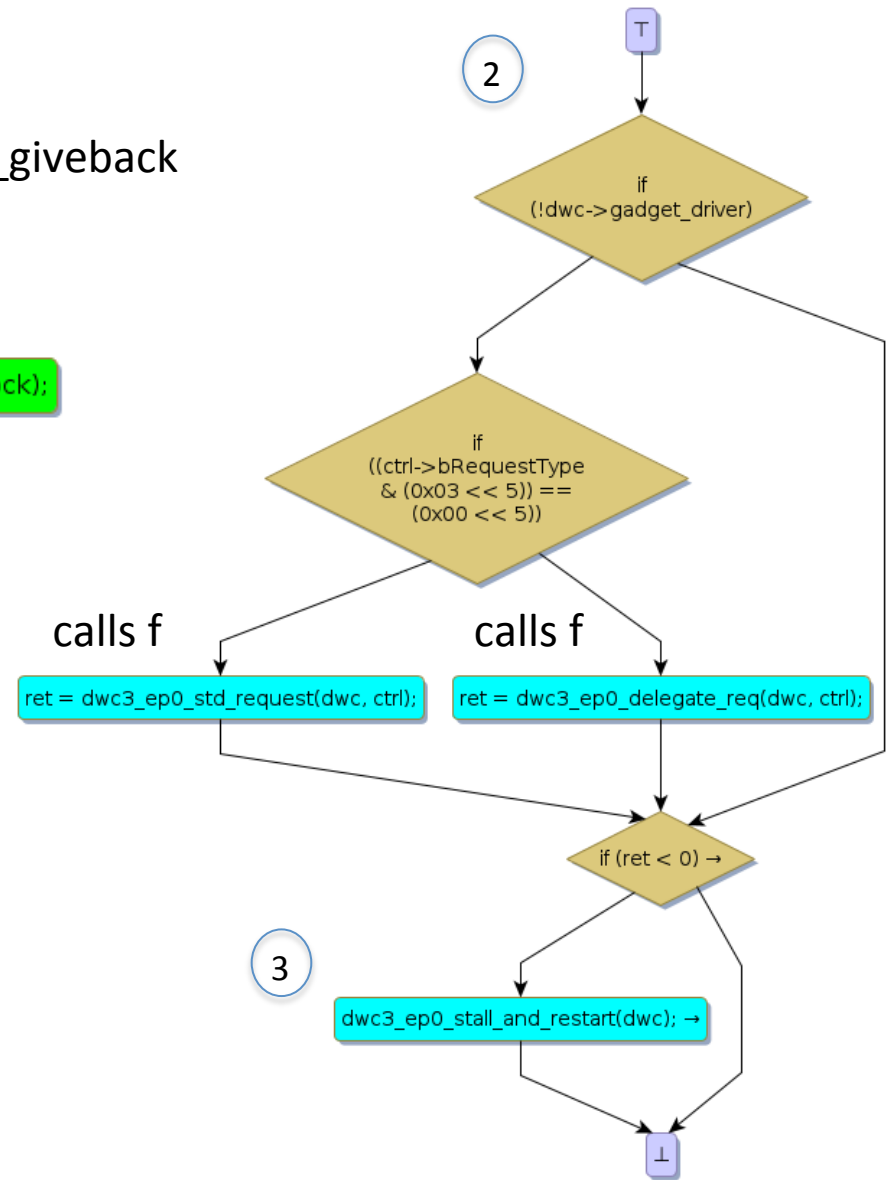 ⊤
2
_giveback
if
(!dwc->gadget_driver)
ck);
if
((ctrl->bRequestType
& (0x03 << 5)) ==
(0x00 << 5))
calls f
calls f
ret = dwc3_ep0_std_request(dwc, ctrl);
ret = dwc3_ep0_delegate_req(dwc, ctrl);
if (ret < 0) →
3
dwc3_ep0_stall_and_restart(dwc); →
⊥